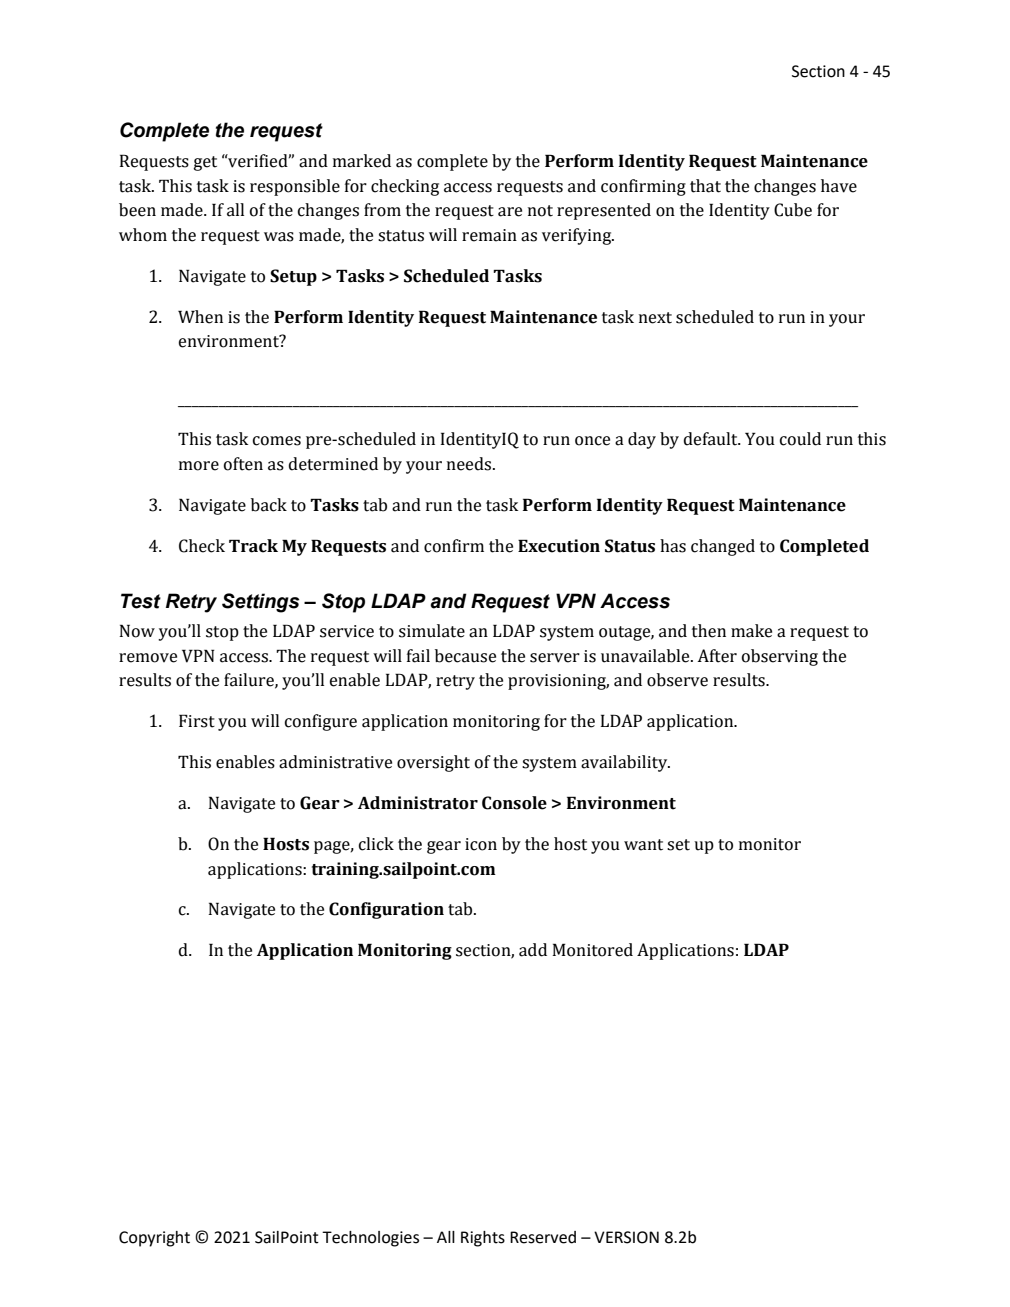 Section 4 - 45
Complete the request
Requests get “verified” and marked as complete by the Perform Identity Request Maintenance
task. This task is responsible for checking access requests and confirming that the changes have
been made. If all of the changes from the request are not represented on the Identity Cube for
whom the request was made, the status will remain as verifying.
1. Navigate to Setup > Tasks > Scheduled Tasks
2. When is the Perform Identity Request Maintenance task next scheduled to run in your
environment?
This task comes pre-scheduled in IdentityIQ to run once a day by default. You could run this
more often as determined by your needs.
3. Navigate back to Tasks tab and run the task Perform Identity Request Maintenance
4. Check Track My Requests and confirm the Execution Status has changed to Completed
Test Retry Settings – Stop LDAP and Request VPN Access
Now you’ll stop the LDAP service to simulate an LDAP system outage, and then make a request to
remove VPN access. The request will fail because the server is unavailable. After observing the
results of the failure, you’ll enable LDAP, retry the provisioning, and observe results.
1. First you will configure application monitoring for the LDAP application.
This enables administrative oversight of the system availability.
a. Navigate to Gear > Administrator Console > Environment
b. On the Hosts page, click the gear icon by the host you want set up to monitor
applications: training.sailpoint.com
c. Navigate to the Configuration tab.
d. In the Application Monitoring section, add Monitored Applications: LDAP
Copyright © 2021 SailPoint Technologies – All Rights Reserved – VERSION 8.2b